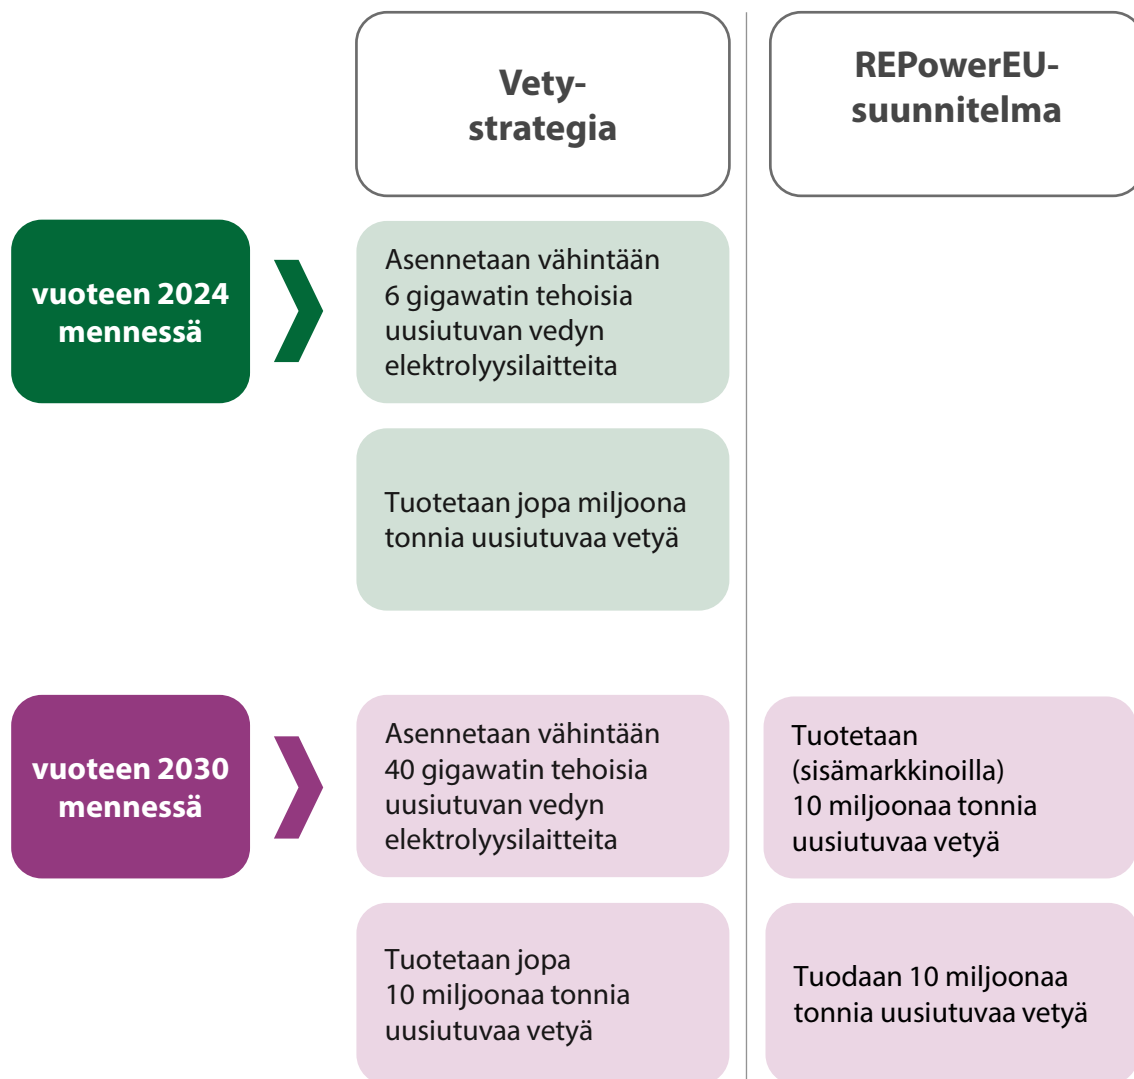 Vety-
strategia
REPowerEU-
suunnitelma
vuoteen 2024
mennessä
Asennetaan vähintään
6 gigawatin tehoisia
uusiutuvan vedyn
elektrolyysilaitteita
Tuotetaan jopa miljoona
tonnia uusiutuvaa vetyä
vuoteen 2030
mennessä
Asennetaan vähintään
40 gigawatin tehoisia
uusiutuvan vedyn
elektrolyysilaitteita
Tuotetaan
(sisämarkkinoilla)
10 miljoonaa tonnia
uusiutuvaa vetyä
Tuotetaan jopa
10 miljoonaa tonnia
uusiutuvaa vetyä
Tuodaan 10 miljoonaa
tonnia uusiutuvaa vetyä